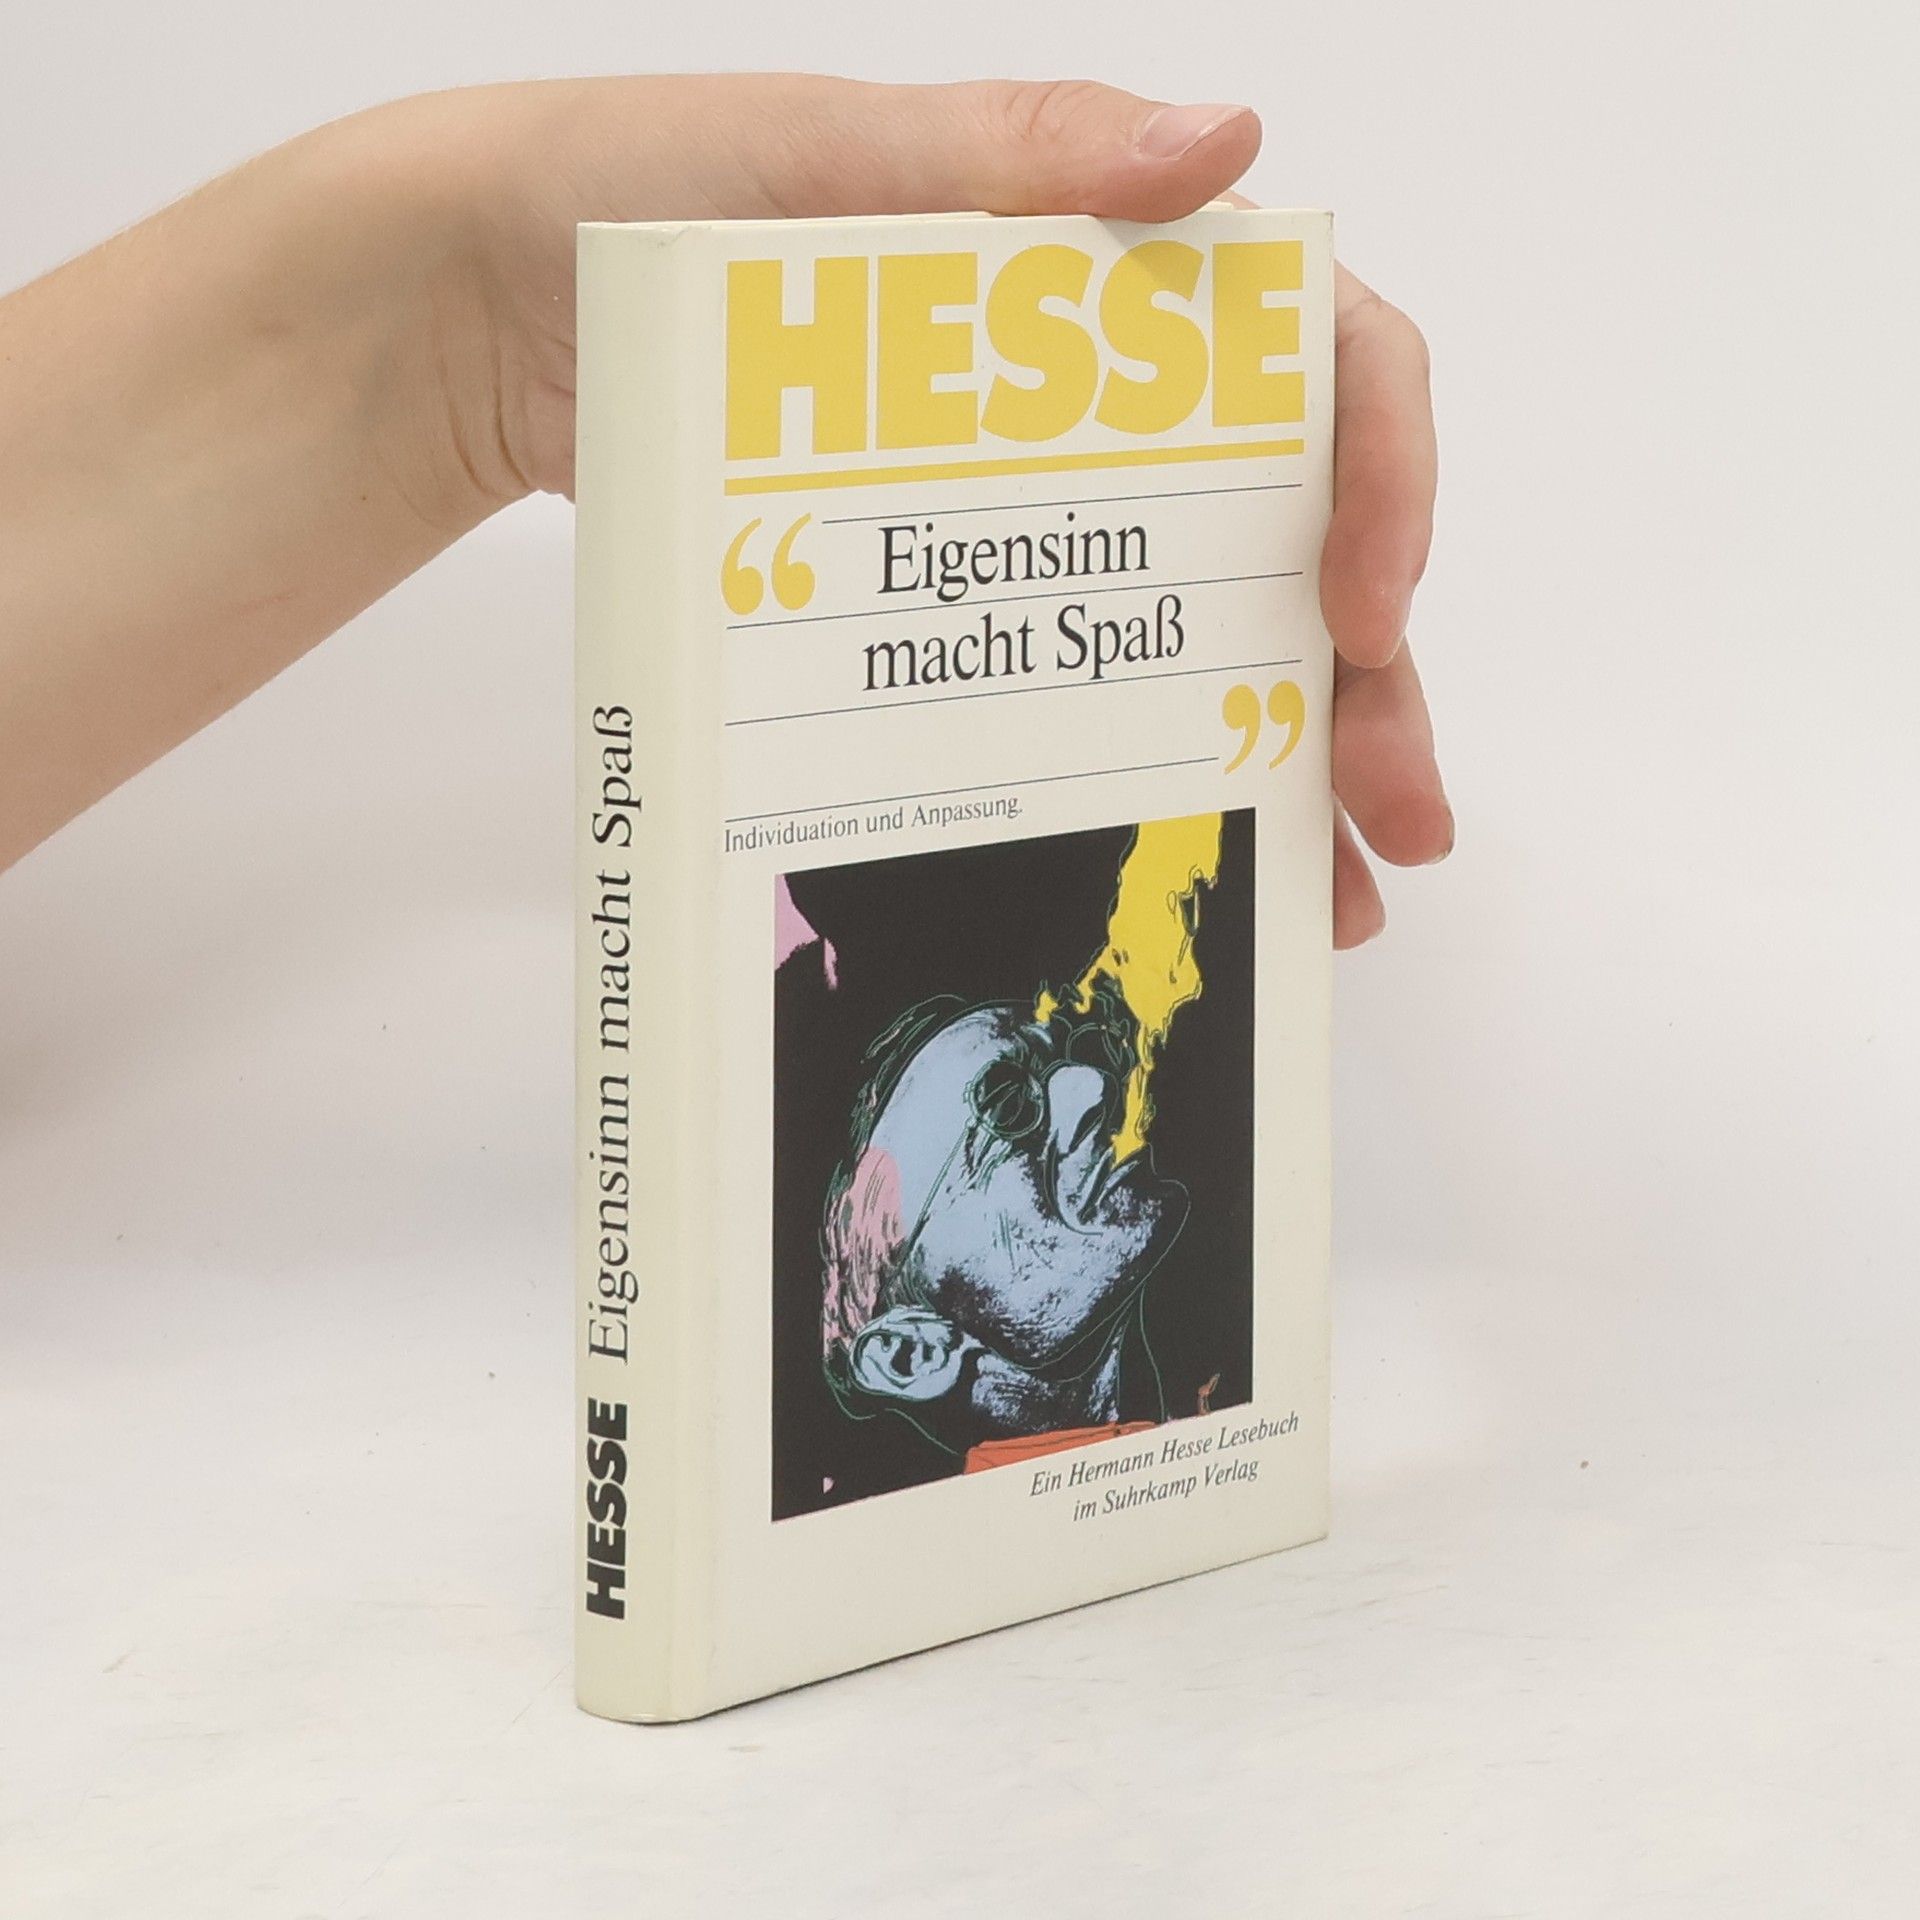 HESSE
“ Eigensinn
macht Spaß
”
Individuation und Anpassung.
Ein Hermann Hesse Lesebuch
im Suhrkamp Verlag
HESSE Eigensinn macht Spaß